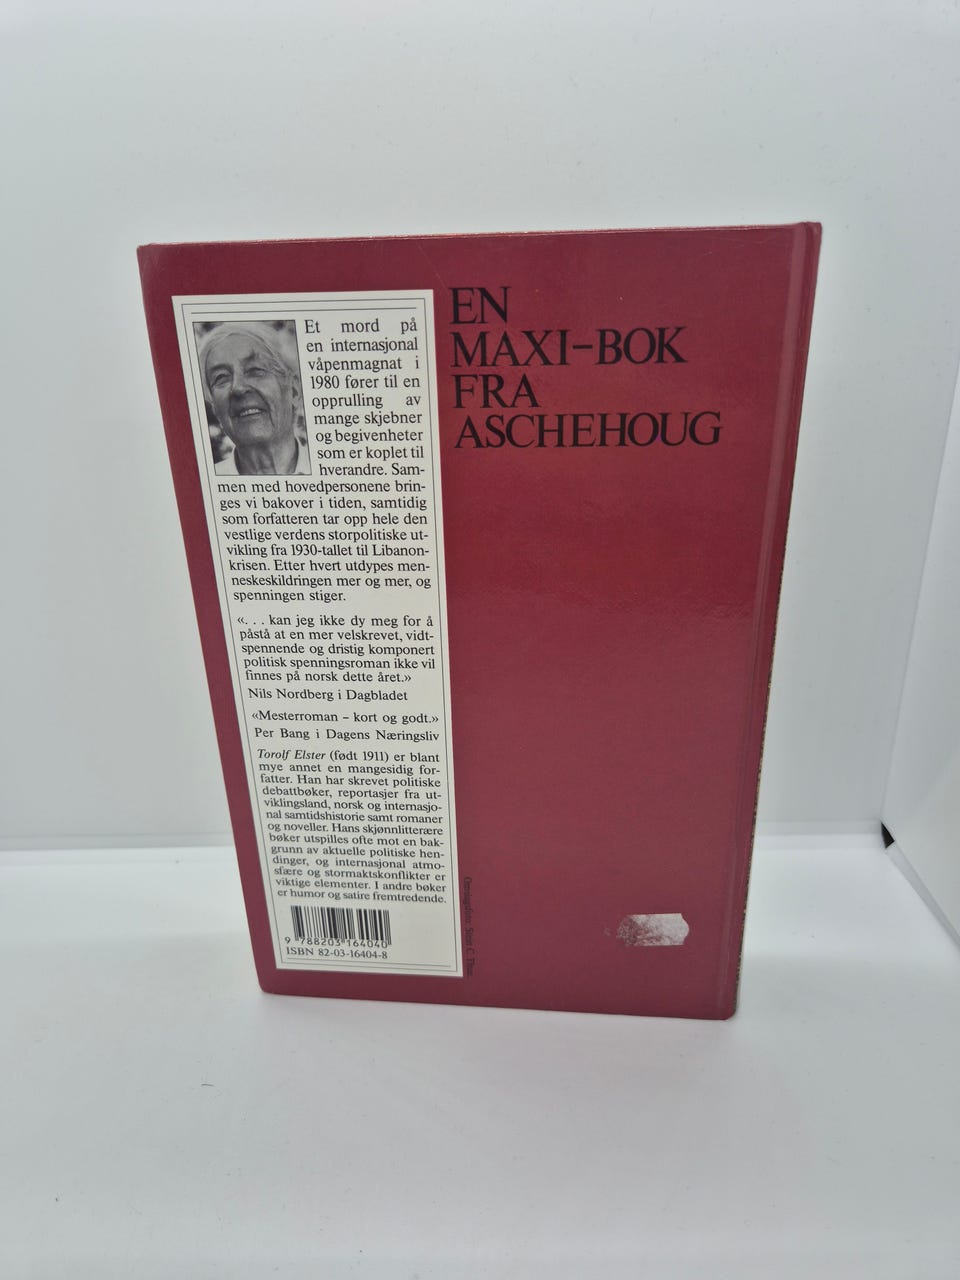 EN
MAXI-BOK
FRA
ASCHEHOUG
Et mord på
en internasjonal
våpenmagnat i
1980 fører til en
opprulling av
mange skjebner
og begivenheter
som er koplet til
hverandre. Sam-
men med hovedpersonene brin-
ges vi bakover i tiden, samtidig
som forfatteren tar opp hele den
vestlige verdens storpolitiske ut-
vikling fra 1930-tallet til Libanon-
krisen. Etter hvert utdypes men-
neskeskildringen mer og mer, og
spenningen stiger.
«. . . kan jeg ikke dy meg for å
påstå at en mer velskrevet, vidt-
spennende og dristig komponert
politisk spenningsroman ikke vil
finnes på norsk dette året.»
Nils Nordberg i Dagbladet
«Mesterroman – kort og godt.»
Per Bang i Dagens Næringsliv
Torolf Elster (født 1911) er blant
mye annet en mangesidig for-
fatter. Han har skrevet politiske
debattbøker, reportasjer fra ut-
viklingsland, norsk og internasjo-
nal samtidshistorie samt romaner
og noveller. Hans skjønnlitterære
bøker utspilles ofte mot en bak-
grunn av aktuelle politiske hen-
dinger, og internasjonal atmo-
sfære og stormaktskonflikter er
viktige elementer. I andre bøker
er humor og satire fremtredende.
9 788203 164040
ISBN 82-03-16404-8
Omslagsfoto: